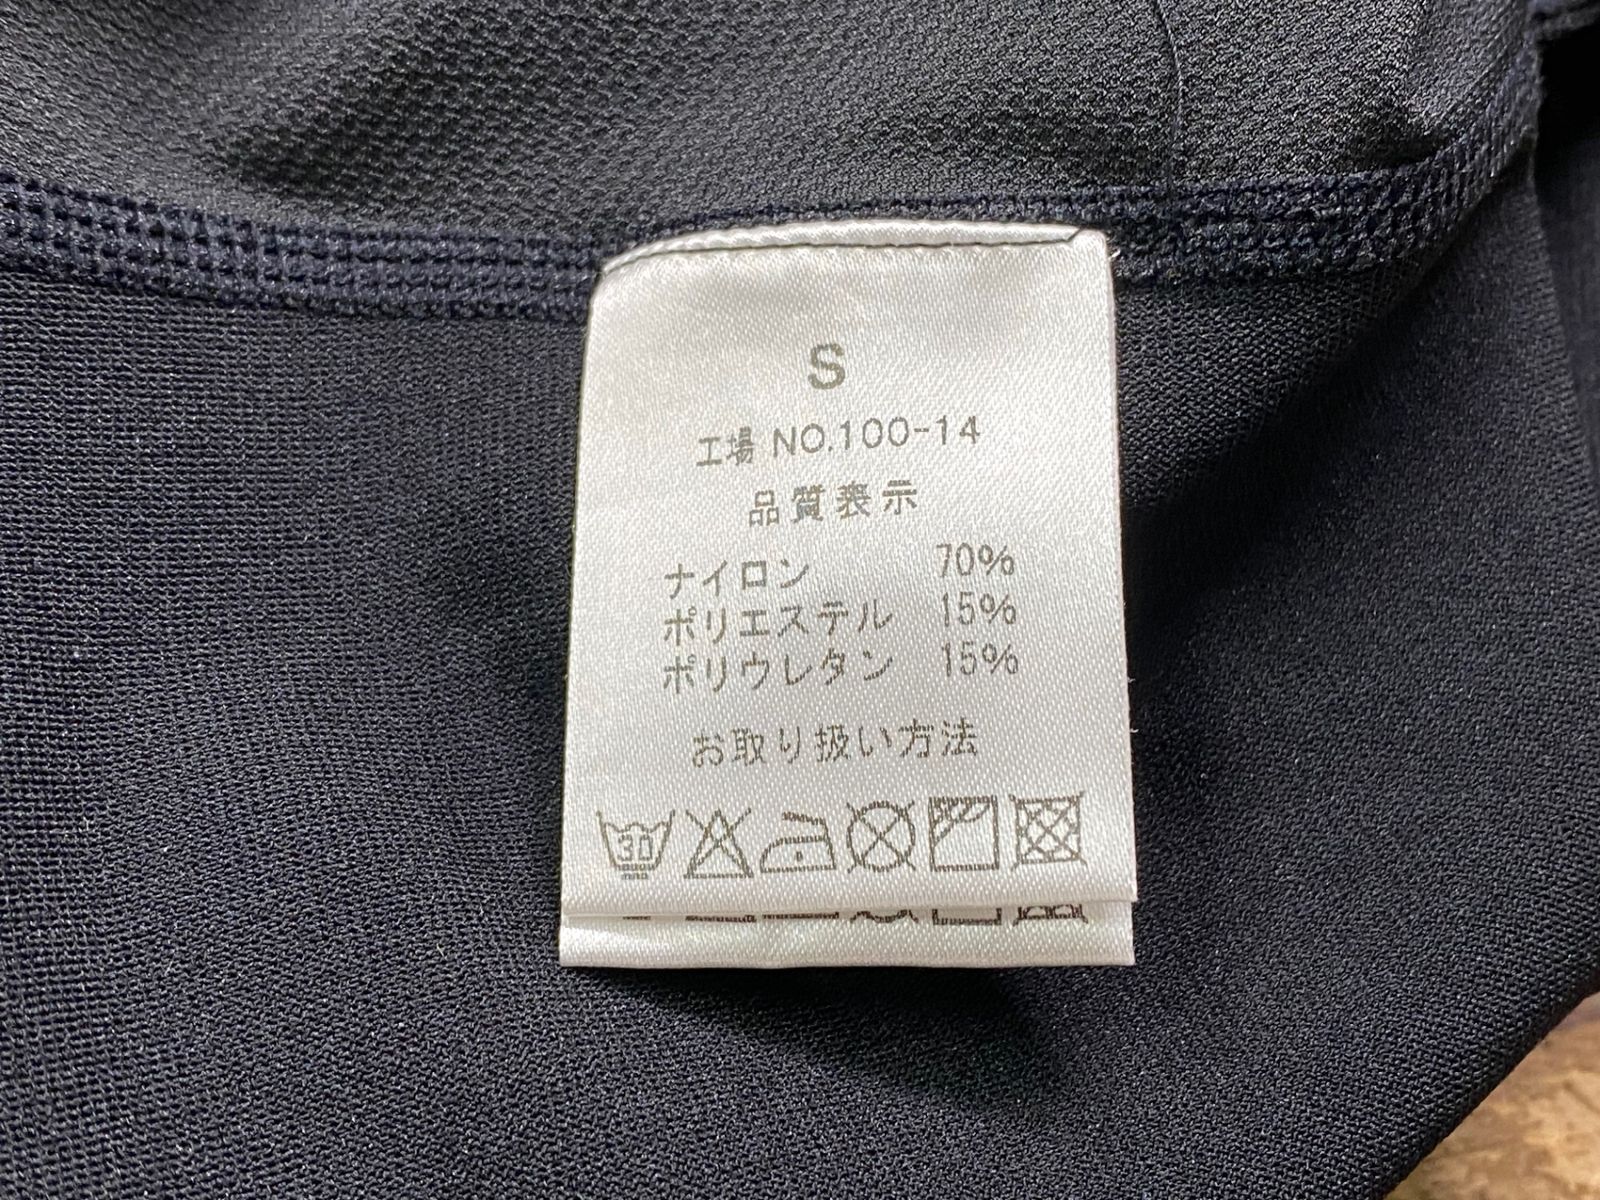 S
工場 NO.100-14
品質表示
ナイロン 70%
ポリエステル 15%
ポリウレタン 15%
お取り扱い方法
30